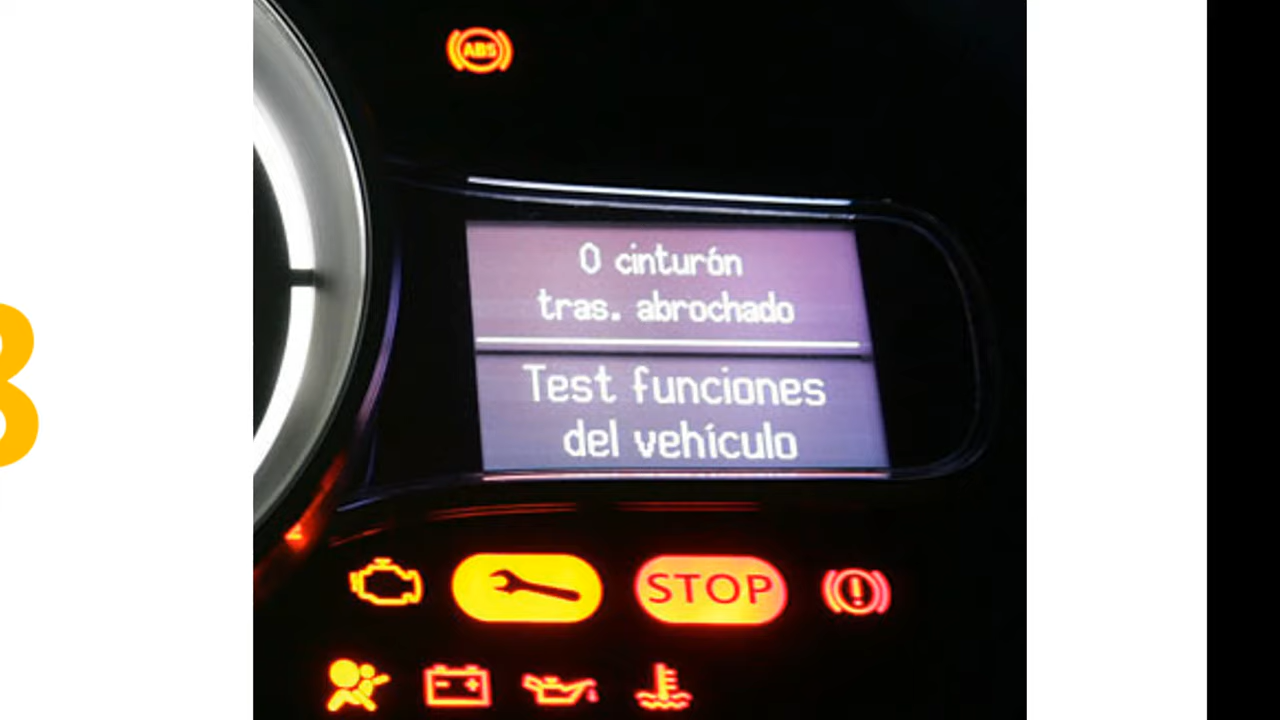 ABS
0 cinturón
tras. abrochado
Test funciones
del vehículo
STOP